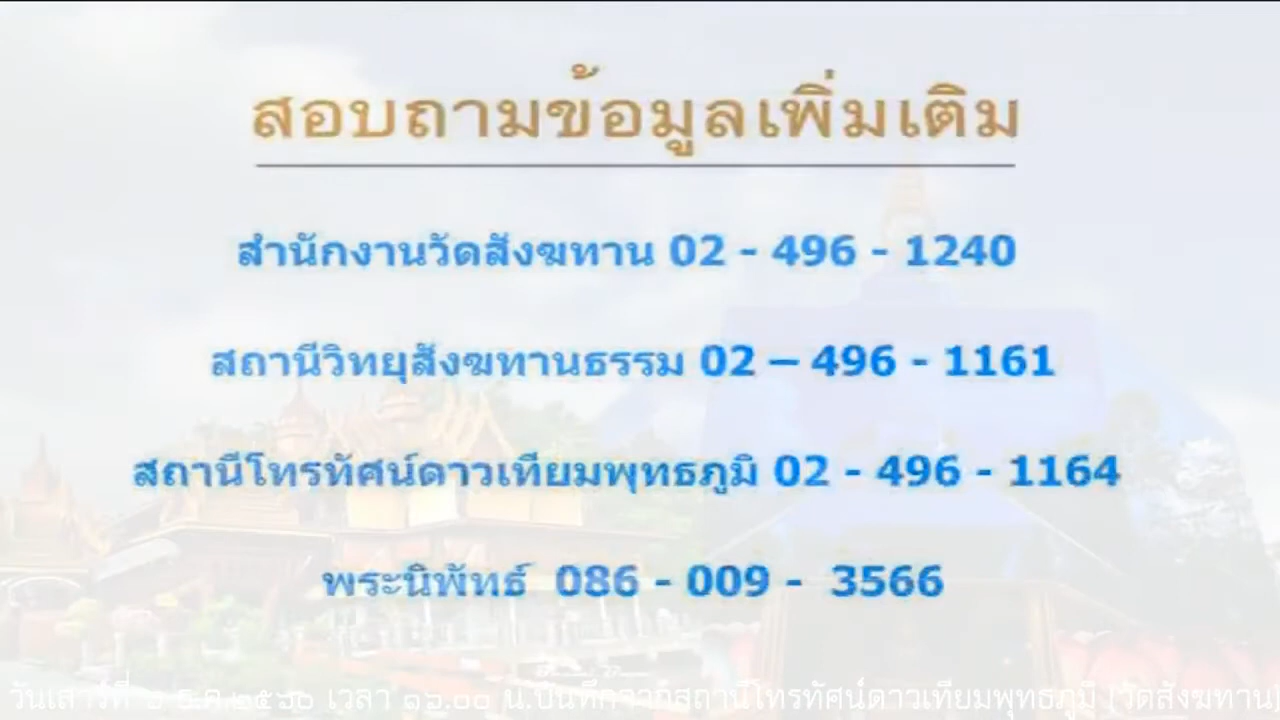 สอบถามข้อมูลเพิ่มเติม
สำนักงานวัดสังฆทาน 02 - 496 - 1240
สถานีวิทยุสังฆทานธรรม 02 – 496 - 1161
สถานีโทรทัศน์ดาวเทียมพุทธภูมิ 02 - 496 - 1164
พระนิพัทธ์ 086 - 009 - 3566
วันเสาร์ที่ ๒ ธ.ค.๒๕๖๐ เวลา ๑๖.๐๐ น.บันทึกจากสถานีโทรทัศน์ดาวเทียมพุทธภูมิ (วัดสังฆทาน)